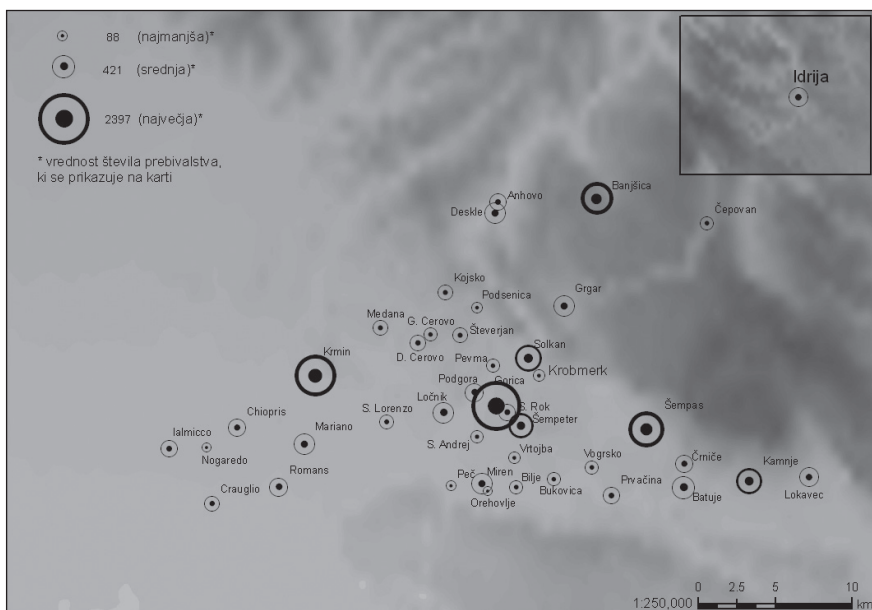 88 (najmanjša)*
421 (srednja)*
2397 (največja)*
* vrednost števila prebivalstva,
ki se prikazuje na karti
Idrija
Banjšica
Anhovo
Deskle
Čepovan
Kojsko
Podsenica
Grgar
Medana
G. Cerovo
Števerjan
D. Cerovo
Solkan
Krmin
Pevma
Krobmerk
Podgora
Gorica
Ločnik
S. Rok
S. Lorenzo
Šempeter
Šempas
Chiopris
Mariano
S. Andrej
Ialmicco
Nogaredo
Vrtojba
Vogrsko
Črniče
Kamnje
Romans
Peč
Miren
Bilje
Bukovica
Prvačina
Batuje
Lokavec
Orehovlje
Crauglio
1:250,000
0 2.5 5 10
km